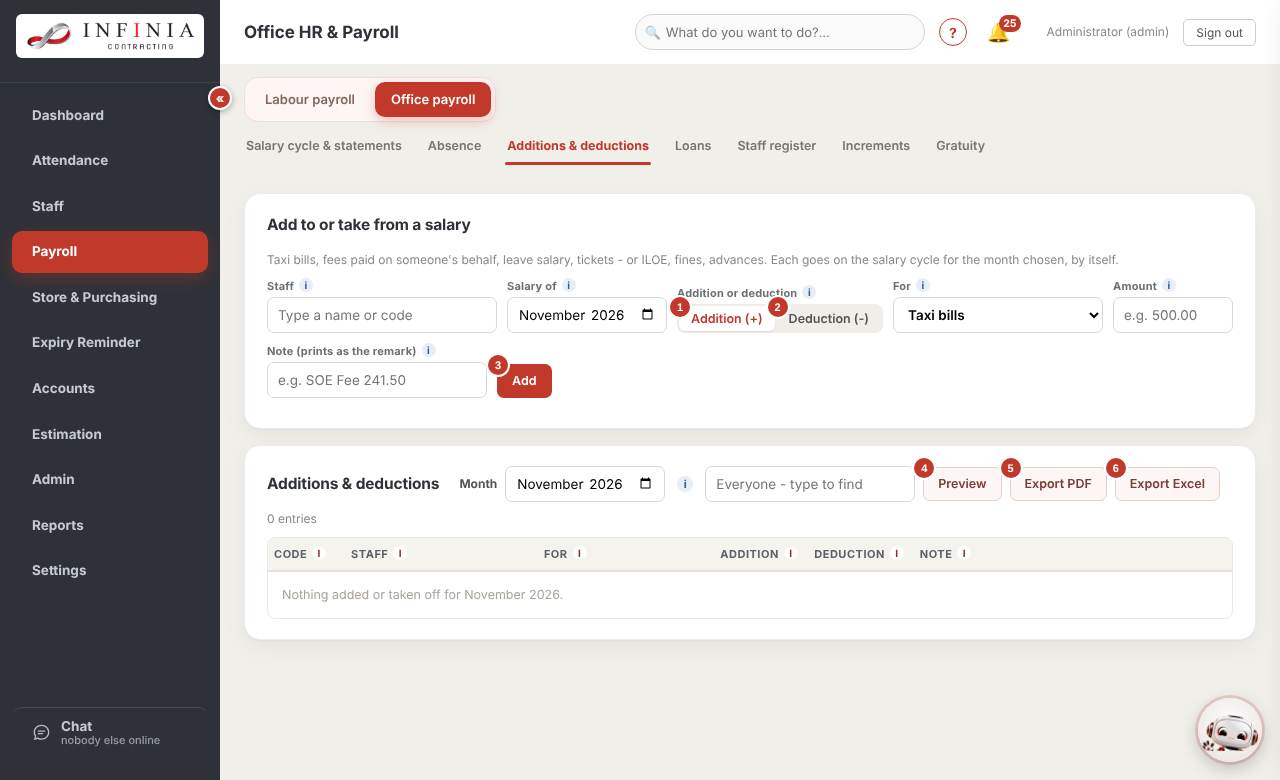 INFINIA
CONTRACTING
Office HR & Payroll
What do you want to do?...
?
25
Administrator (admin)
Sign out
«
Dashboard
Attendance
Staff
Payroll
Store & Purchasing
Expiry Reminder
Accounts
Estimation
Admin
Reports
Settings
Chat
nobody else online
Labour payroll
Office payroll
Salary cycle & statements
Absence
Additions & deductions
Loans
Staff register
Increments
Gratuity
Add to or take from a salary
Taxi bills, fees paid on someone's behalf, leave salary, tickets - or ILOE, fines, advances. Each goes on the salary cycle for the month chosen, by itself.
Staff i
Salary of i
Addition or deduction i
For i
Amount i
Type a name or code
November 2026
1
Addition (+)
2
Deduction (-)
Taxi bills
e.g. 500.00
Note (prints as the remark) i
e.g. SOE Fee 241.50
3
Add
Additions & deductions
Month
November 2026
i
Everyone - type to find
4
Preview
5
Export PDF
6
Export Excel
0 entries
CODE I STAFF I FOR I ADDITION I DEDUCTION I NOTE I
Nothing added or taken off for November 2026.